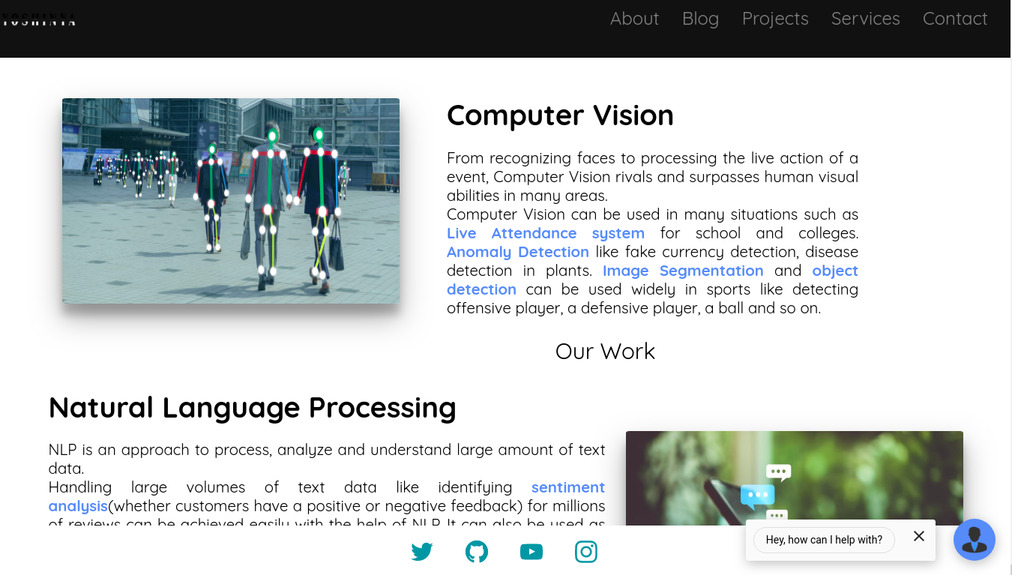 About Blog Projects Services Contact
Computer Vision
From recognizing faces to processing the live action of a
event, Computer Vision rivals and surpasses human visual
abilities in many areas.
Computer Vision can be used in many situations such as
Live Attendance system for school and colleges.
Anomaly Detection like fake currency detection, disease
detection in plants. Image Segmentation and object
detection can be used widely in sports like detecting
offensive player, a defensive player, a ball and so on.
Our Work
Natural Language Processing
NLP is an approach to process, analyze and understand large amount of text
data.
Handling large volumes of text data like identifying sentiment
analysis(whether customers have a positive or negative feedback) for millions
of reviews can be achieved easily with the help of NLP. It can also be used as
Hey, how can I help with?